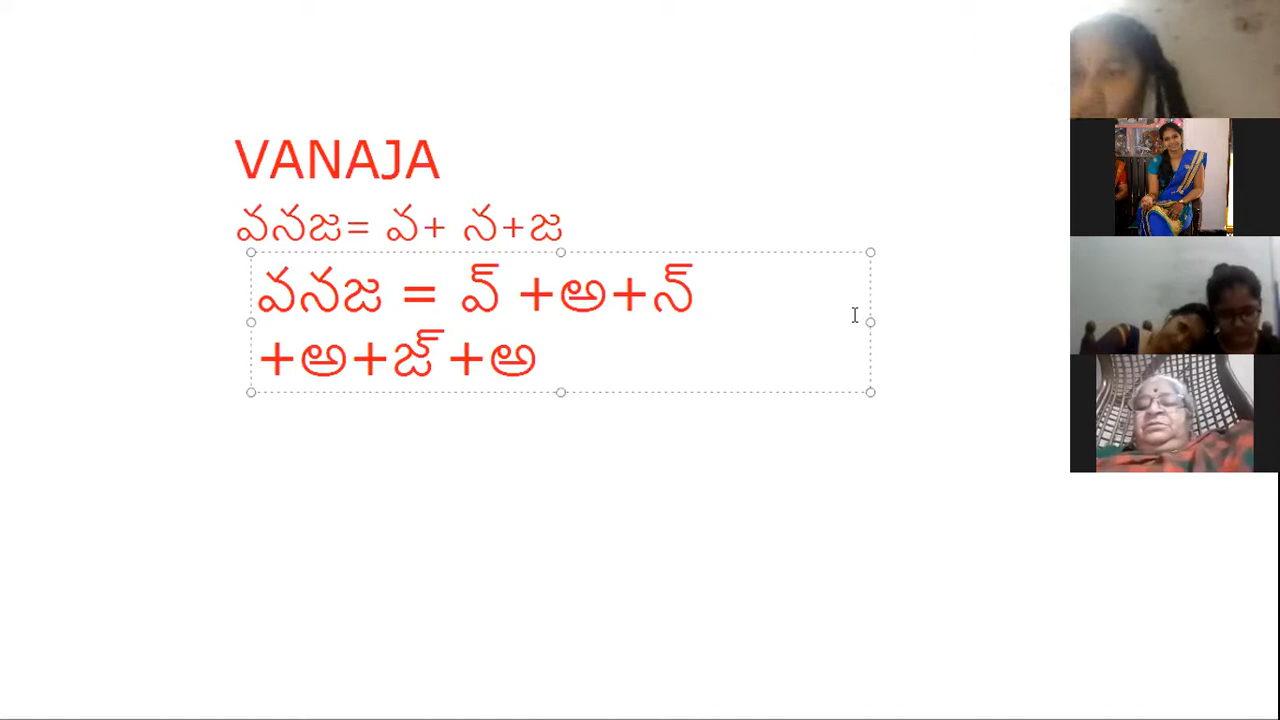 VANAJA
వనజ= వ+ న+జ
వనజ = వ్ +అ+న్
+అ+జ్ +అ